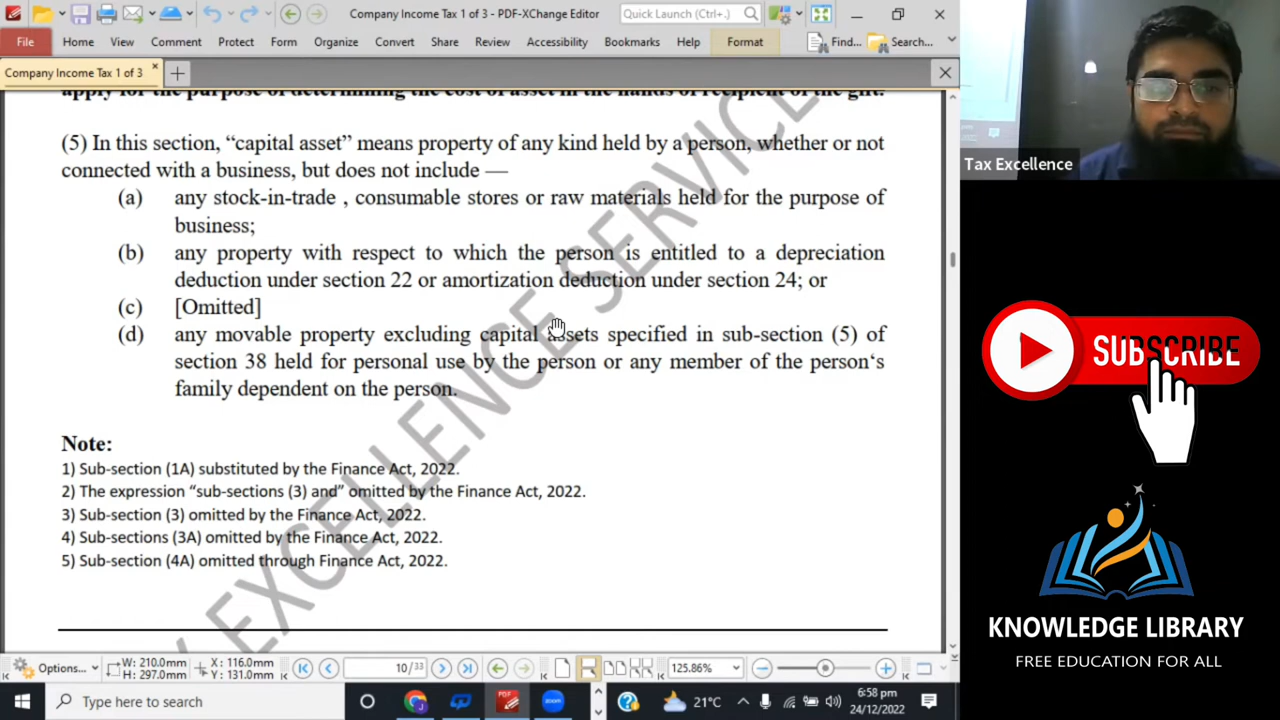 Company Income Tax 1 of 3 - PDF-XChange Editor
Quick Launch (Ctrl+.)
File Home View Comment Protect Form Organize Convert Share Review Accessibility Bookmarks Help Format Find... Search...
Company Income Tax 1 of 3
apply for the purpose of determining the cost of asset in the hands of recipient of the gift.
(5) In this section, “capital asset” means property of any kind held by a person, whether or not
connected with a business, but does not include —
(a) any stock-in-trade , consumable stores or raw materials held for the purpose of
business;
(b) any property with respect to which the person is entitled to a depreciation
deduction under section 22 or amortization deduction under section 24; or
(c) [Omitted]
(d) any movable property excluding capital assets specified in sub-section (5) of
section 38 held for personal use by the person or any member of the person‘s
family dependent on the person.
Note:
1) Sub-section (1A) substituted by the Finance Act, 2022.
2) The expression “sub-sections (3) and” omitted by the Finance Act, 2022.
3) Sub-section (3) omitted by the Finance Act, 2022.
4) Sub-sections (3A) omitted by the Finance Act, 2022.
5) Sub-section (4A) omitted through Finance Act, 2022.
EXCELLENCE SERVICE
Options...
W: 210.0mm
H: 297.0mm
X: 116.0mm
Y: 131.0mm
10 / 33
125.86%
Type here to search
21°C
6:58 pm
24/12/2022
Tax Excellence
SUBSCRIBE
KNOWLEDGE LIBRARY
FREE EDUCATION FOR ALL